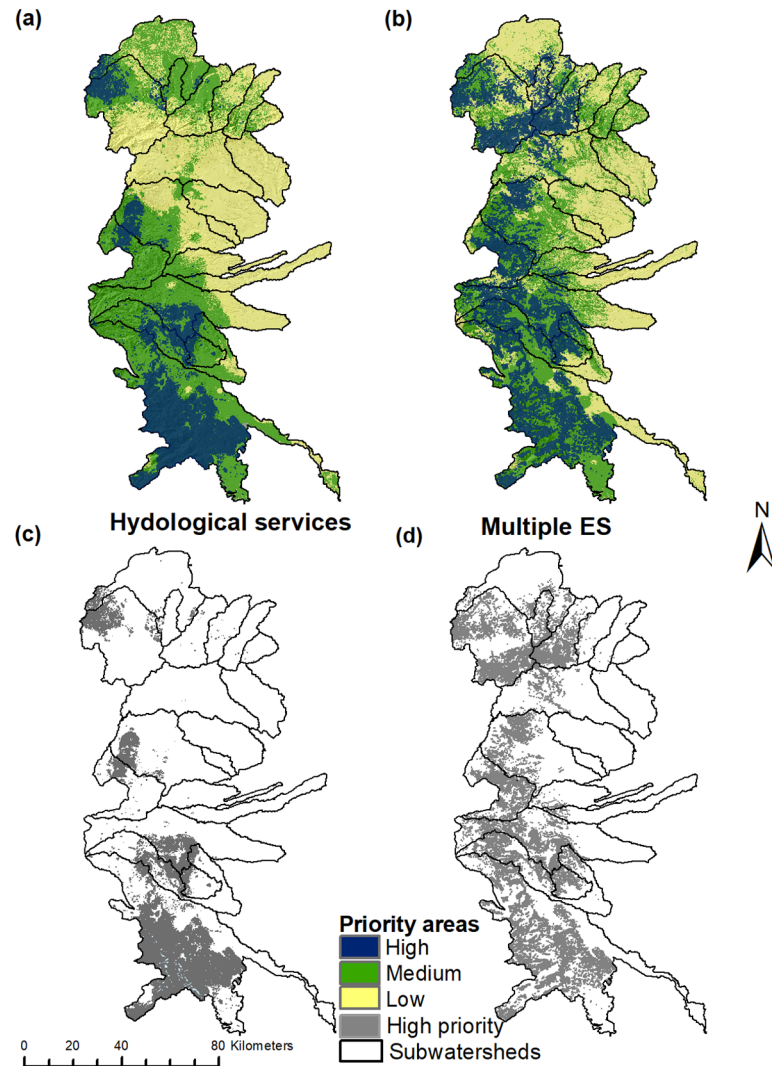 (a)
(b)
Hydological services
Multiple ES
N
(c)
(d)
Priority areas
High
Medium
Low
High priority
Subwatersheds
0 20 40 80 Kilometers